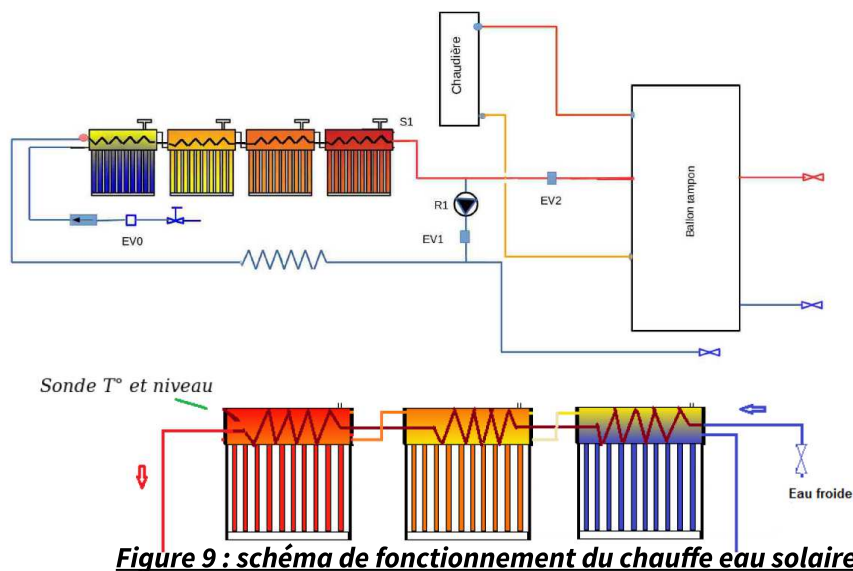 Chaudière
S1
R1
EV2
EV1
EV0
Ballon tampon
Sonde T° et niveau
Eau froide
Figure 9 : schéma de fonctionnement du chauffe eau solaire